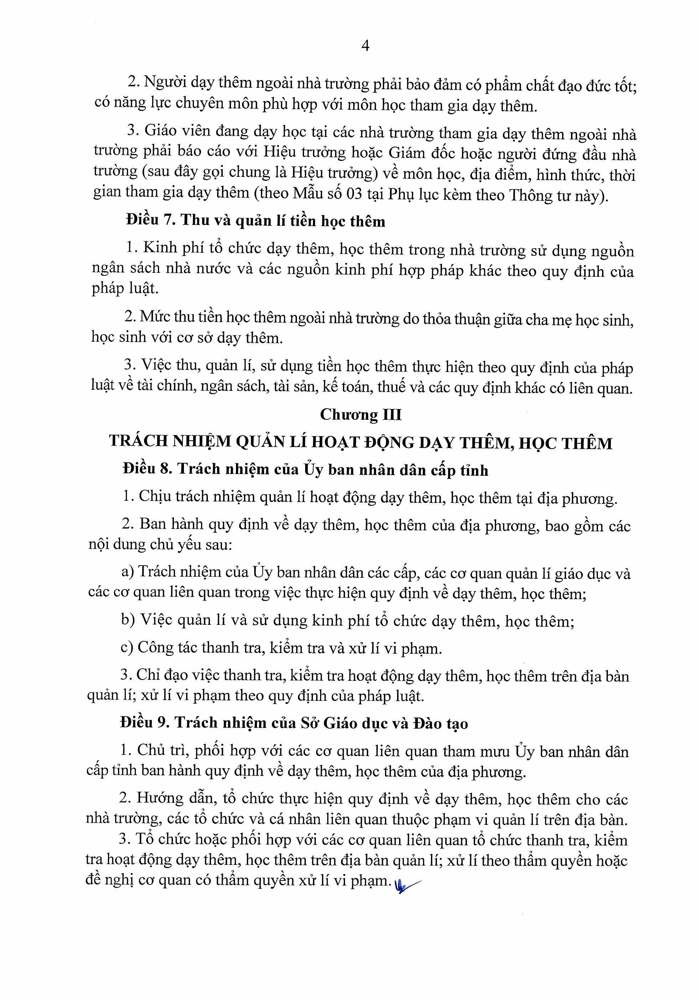 4
2. Người dạy thêm ngoài nhà trường phải bảo đảm có phẩm chất đạo đức tốt;
có năng lực chuyên môn phù hợp với môn học tham gia dạy thêm.
3. Giáo viên đang dạy học tại các nhà trường tham gia dạy thêm ngoài nhà
trường phải báo cáo với Hiệu trưởng hoặc Giám đốc hoặc người đứng đầu nhà
trường (sau đây gọi chung là Hiệu trưởng) về môn học, địa điểm, hình thức, thời
gian tham gia dạy thêm (theo Mẫu số 03 tại Phụ lục kèm theo Thông tư này).
Điều 7. Thu và quản lí tiền học thêm
1. Kinh phí tổ chức dạy thêm, học thêm trong nhà trường sử dụng nguồn
ngân sách nhà nước và các nguồn kinh phí hợp pháp khác theo quy định của
pháp luật.
2. Mức thu tiền học thêm ngoài nhà trường do thỏa thuận giữa cha mẹ học sinh,
học sinh với cơ sở dạy thêm.
3. Việc thu, quản lí, sử dụng tiền học thêm thực hiện theo quy định của pháp
luật về tài chính, ngân sách, tài sản, kế toán, thuế và các quy định khác có liên quan.
Chương III
TRÁCH NHIỆM QUẢN LÍ HOẠT ĐỘNG DẠY THÊM, HỌC THÊM
Điều 8. Trách nhiệm của Ủy ban nhân dân cấp tỉnh
1. Chịu trách nhiệm quản lí hoạt động dạy thêm, học thêm tại địa phương.
2. Ban hành quy định về dạy thêm, học thêm của địa phương, bao gồm các
nội dung chủ yếu sau:
a) Trách nhiệm của Ủy ban nhân dân các cấp, các cơ quan quản lí giáo dục và
các cơ quan liên quan trong việc thực hiện quy định về dạy thêm, học thêm;
b) Việc quản lí và sử dụng kinh phí tổ chức dạy thêm, học thêm;
c) Công tác thanh tra, kiểm tra và xử lí vi phạm.
3. Chỉ đạo việc thanh tra, kiểm tra hoạt động dạy thêm, học thêm trên địa bàn
quản lí; xử lí vi phạm theo quy định của pháp luật.
Điều 9. Trách nhiệm của Sở Giáo dục và Đào tạo
1. Chủ trì, phối hợp với các cơ quan liên quan tham mưu Ủy ban nhân dân
cấp tỉnh ban hành quy định về dạy thêm, học thêm của địa phương.
2. Hướng dẫn, tổ chức thực hiện quy định về dạy thêm, học thêm cho các
nhà trường, các tổ chức và cá nhân liên quan thuộc phạm vi quản lí trên địa bàn.
3. Tổ chức hoặc phối hợp với các cơ quan liên quan tổ chức thanh tra, kiểm
tra hoạt động dạy thêm, học thêm trên địa bàn quản lí; xử lí theo thẩm quyền hoặc
đề nghị cơ quan có thẩm quyền xử lí vi phạm.